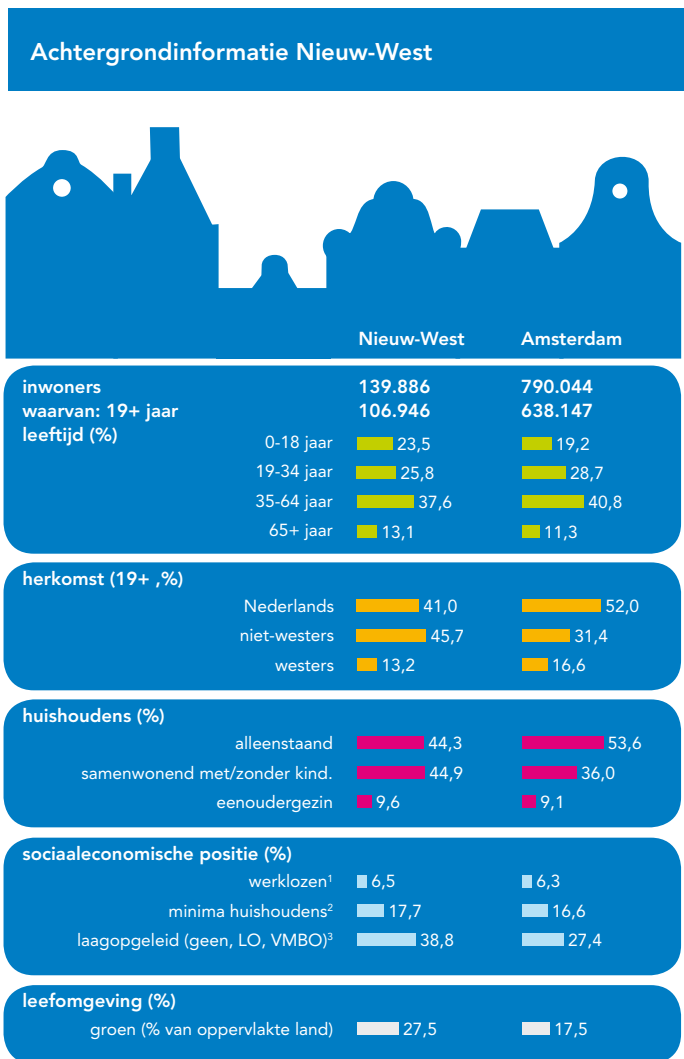 Achtergrondinformatie Nieuw-West
Nieuw-West Amsterdam
inwoners 139.886 790.044
waarvan: 19+ jaar 106.946 638.147
leeftijd (%)
0-18 jaar 23,5 19,2
19-34 jaar 25,8 28,7
35-64 jaar 37,6 40,8
65+ jaar 13,1 11,3
herkomst (19+ ,%)
Nederlands 41,0 52,0
niet-westers 45,7 31,4
westers 13,2 16,6
huishoudens (%)
alleenstaand 44,3 53,6
samenwonend met/zonder kind. 44,9 36,0
eenoudergezin 9,6 9,1
sociaaleconomische positie (%)
werklozen¹ 6,5 6,3
minima huishoudens² 17,7 16,6
laagopgeleid (geen, LO, VMBO)³ 38,8 27,4
leefomgeving (%)
groen (% van oppervlakte land) 27,5 17,5